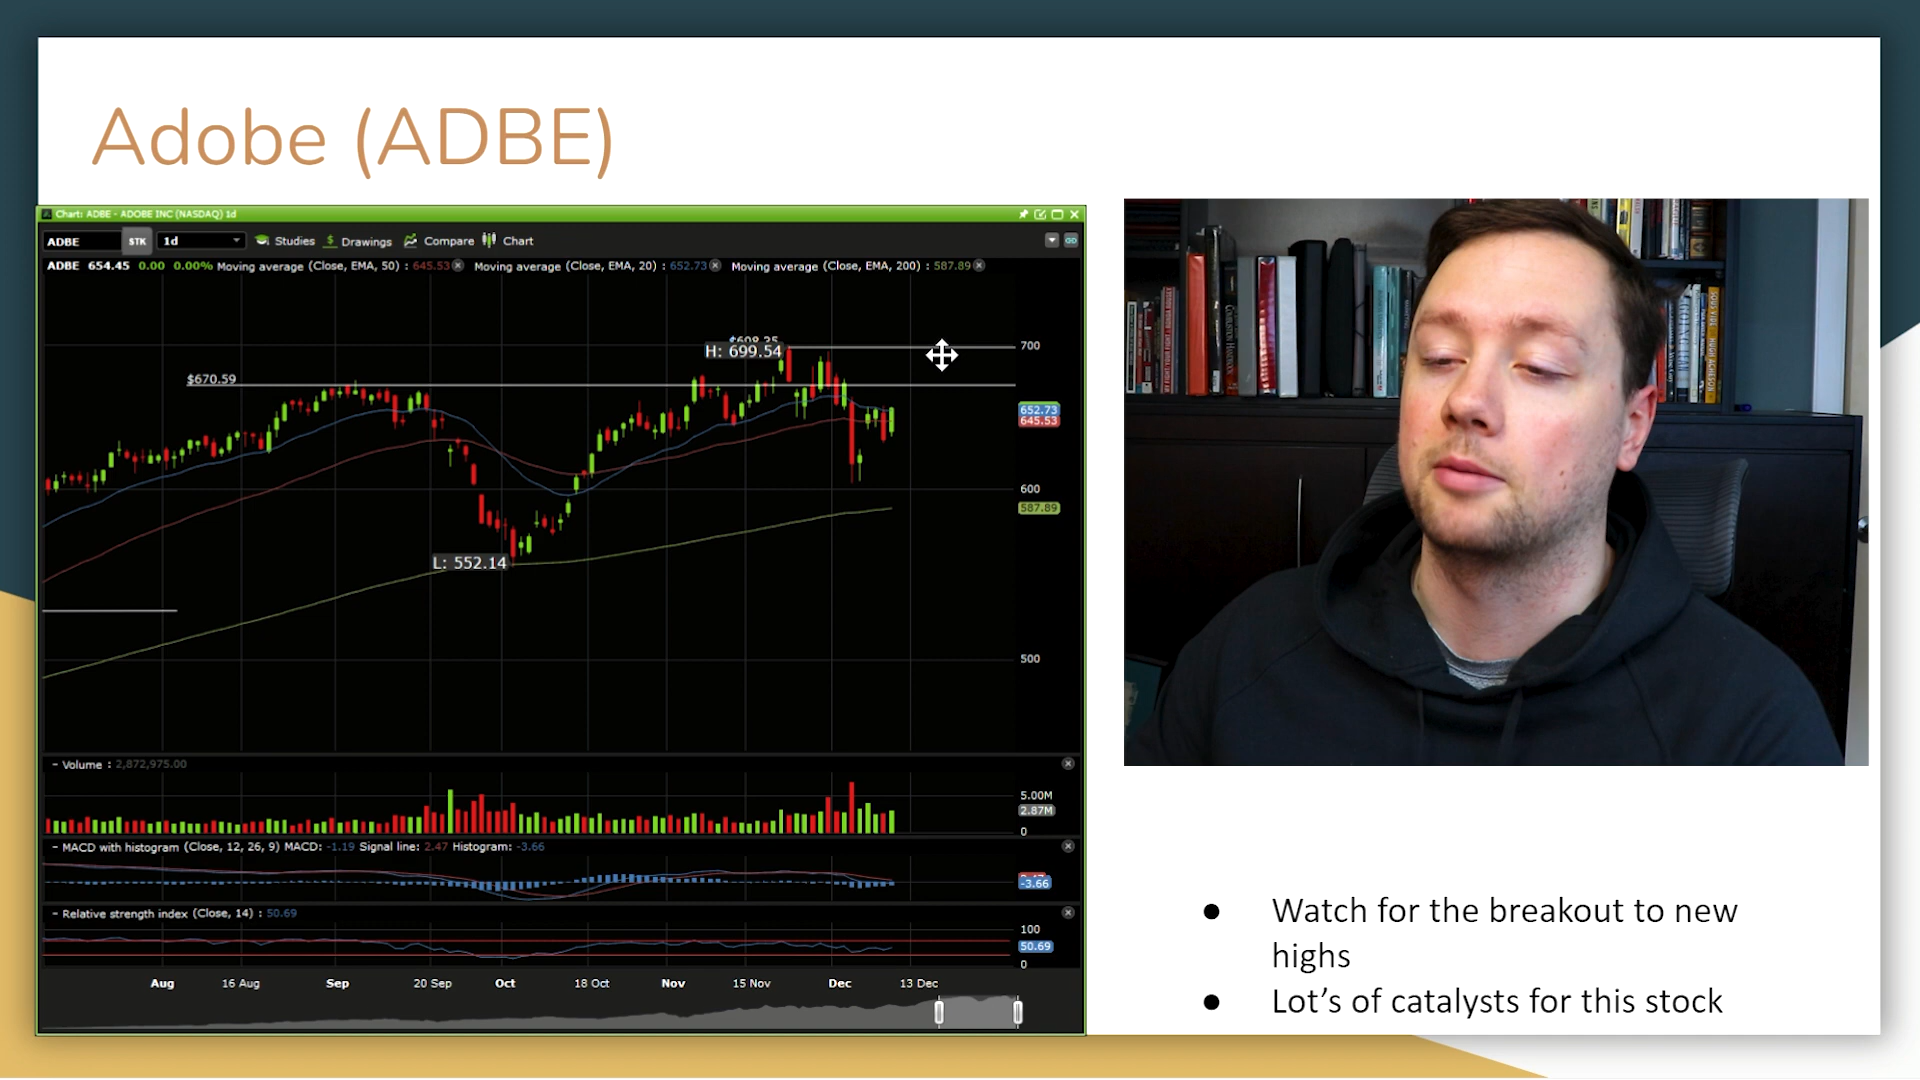 Adobe (ADBE)
Chart: ADBE - ADOBE INC (NASDAQ) 1d
ADBE STK 1d Studies Drawings Compare Chart
ADBE 654.45 0.00 0.00% Moving average (Close, EMA, 50) : 645.53 Moving average (Close, EMA, 20) : 652.73 Moving average (Close, EMA, 200) : 587.89
H: 699.54
700
$670.59
652.73
645.53
600
587.89
L: 552.14
500
– Volume : 2,872,975.00
5.00M
2.87M
0
– MACD with histogram (Close, 12, 26, 9) MACD: -1.19 Signal line: 2.47 Histogram: -3.66
-3.66
– Relative strength index (Close, 14) : 50.69
100
50.69
0
Aug 16 Aug Sep 20 Sep Oct 18 Oct Nov 15 Nov Dec 13 Dec
● Watch for the breakout to new
highs
● Lot’s of catalysts for this stock